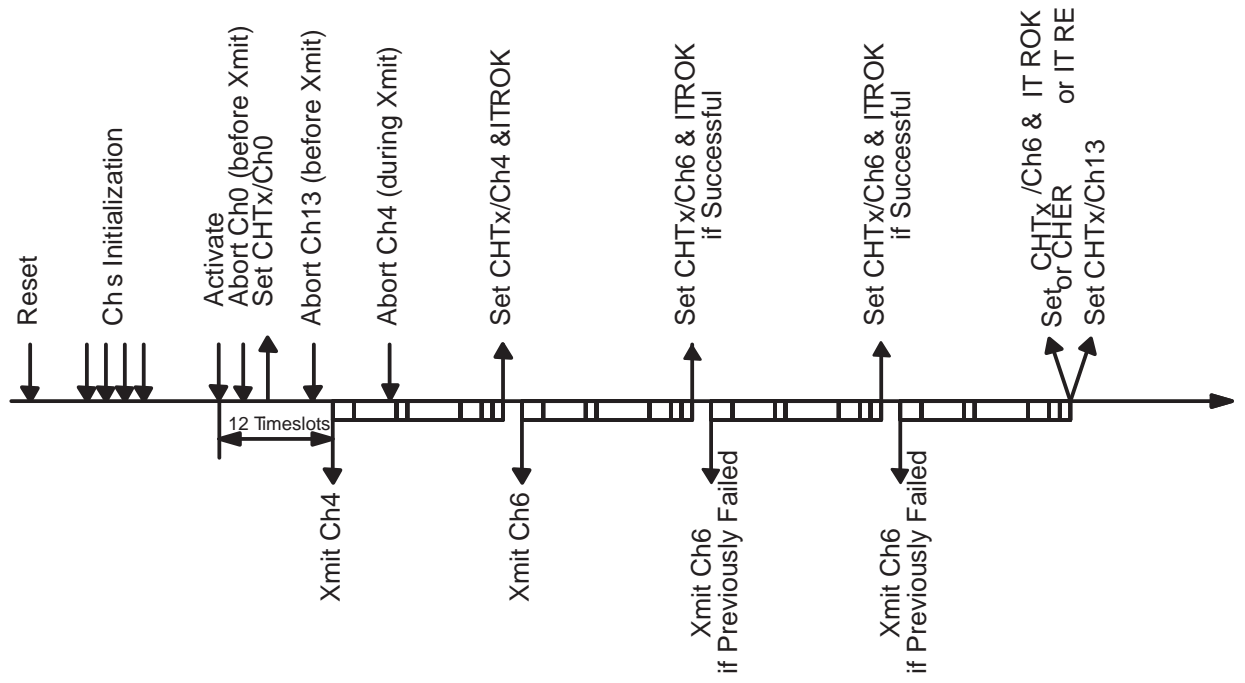 Reset
Chs Initialization
Activate
Abort Ch0 (before Xmit)
Set CHTx/Ch0
Abort Ch13 (before Xmit)
Abort Ch4 (during Xmit)
Set CHTx/Ch4 &ITROK
Set CHTx/Ch6 & ITROK
if Successful
Set CHTx/Ch6 & ITROK
if Successful
Set CHTx /Ch6 & IT ROK
or CHER or IT RE
Set CHTx/Ch13
12 Timeslots
Xmit Ch4
Xmit Ch6
Xmit Ch6
if Previously Failed
Xmit Ch6
if Previously Failed